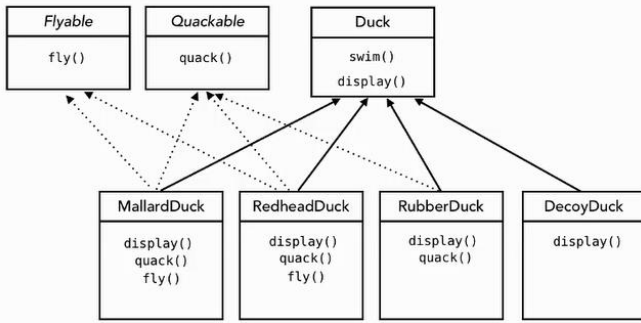 Flyable
fly()
Quackable
quack()
Duck
swim()
display()
MallardDuck
display()
quack()
fly()
RedheadDuck
display()
quack()
fly()
RubberDuck
display()
quack()
DecoyDuck
display()